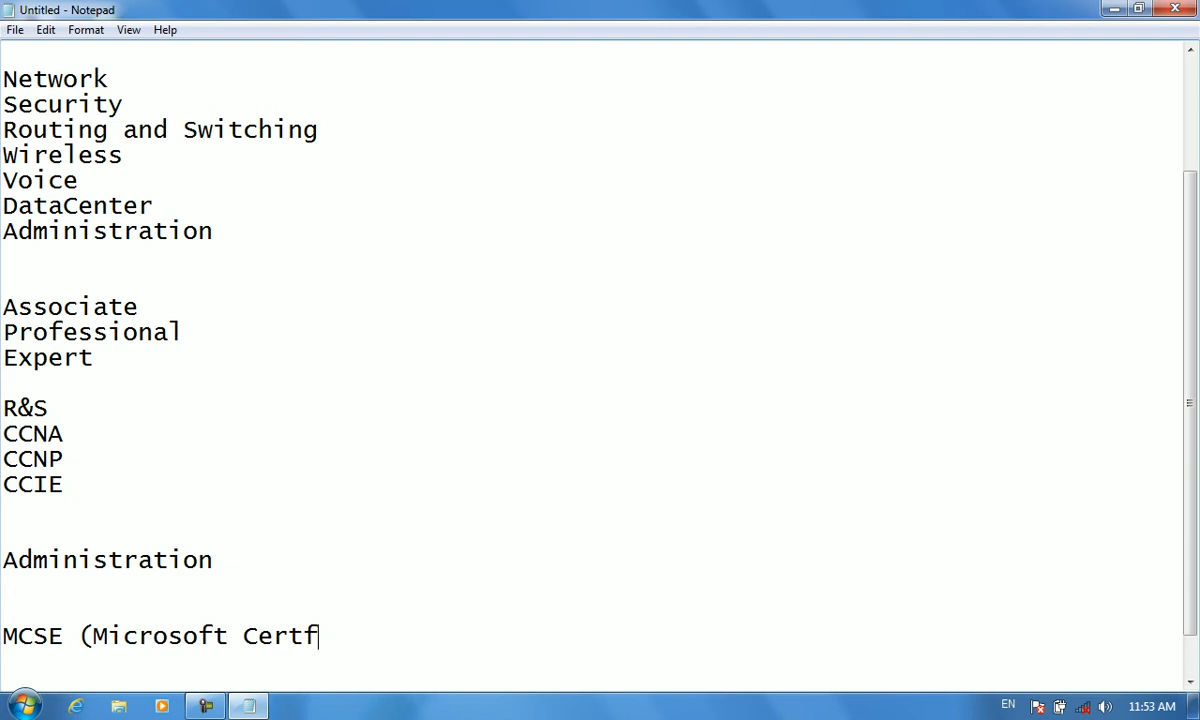 Untitled - Notepad
File Edit Format View Help
Network
Security
Routing and Switching
Wireless
Voice
DataCenter
Administration
Associate
Professional
Expert
R&S
CCNA
CCNP
CCIE
Administration
MCSE (Microsoft Certf
EN 11:53 AM